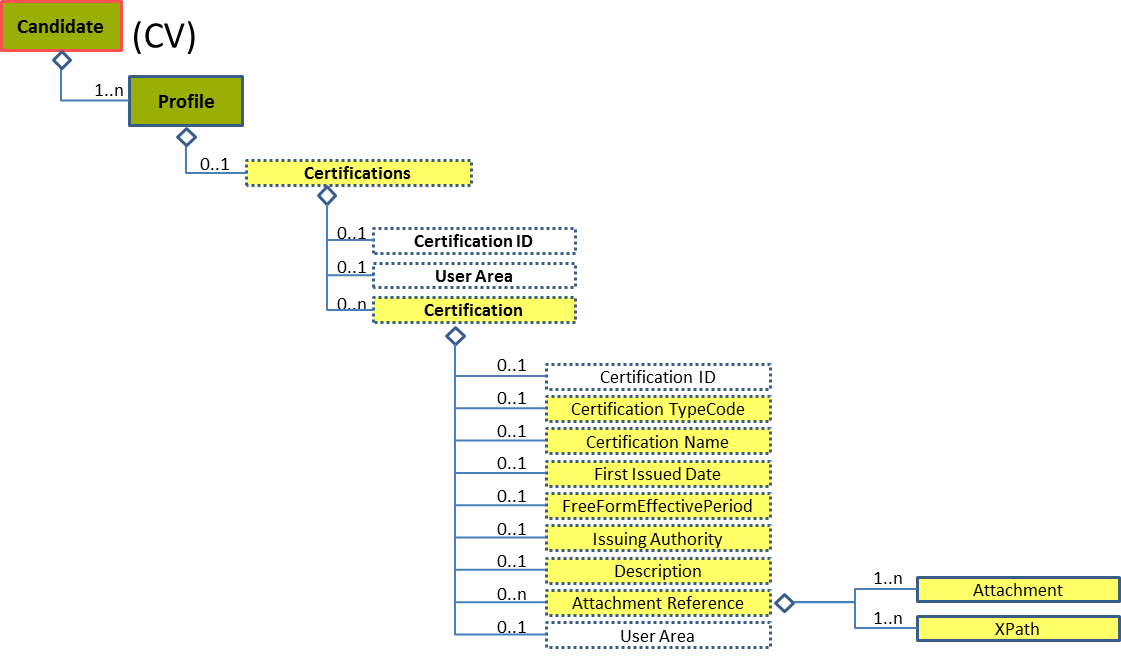 Candidate
(CV)
1..n
Profile
0..1
Certifications
0..1
Certification ID
0..1
User Area
0..n
Certification
0..1
Certification ID
0..1
Certification TypeCode
0..1
Certification Name
0..1
First Issued Date
0..1
FreeFormEffectivePeriod
0..1
Issuing Authority
0..1
Description
0..n
Attachment Reference
1..n
Attachment
1..n
XPath
0..1
User Area